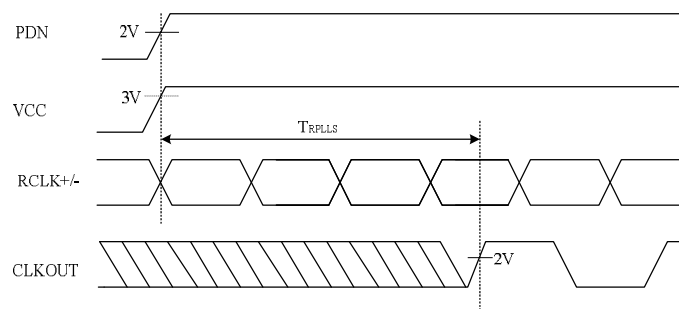 PDN
2V
VCC
3V
TRPLLS
RCLK+/-
CLKOUT
2V